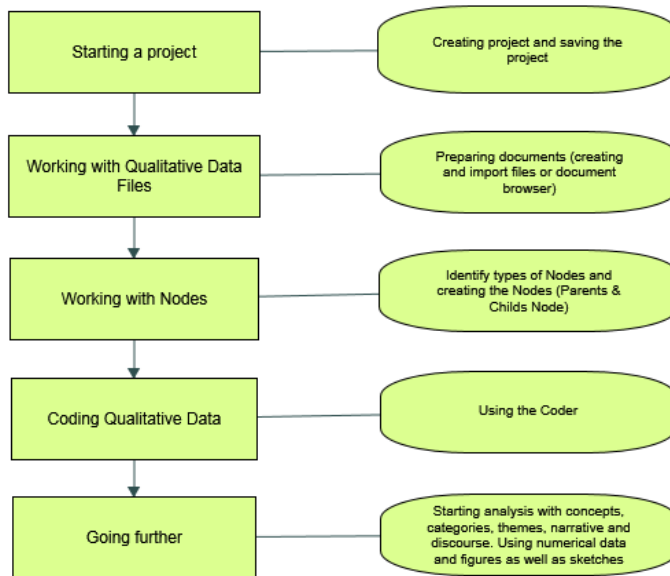 Starting a project
Creating project and saving the
project
Working with Qualitative Data
Files
Preparing documents (creating
and import files or document
browser)
Working with Nodes
Identify types of Nodes and
creating the Nodes (Parents &
Childs Node)
Coding Qualitative Data
Using the Coder
Going further
Starting analysis with concepts,
categories, themes, narrative and
discourse. Using numerical data
and figures as well as sketches